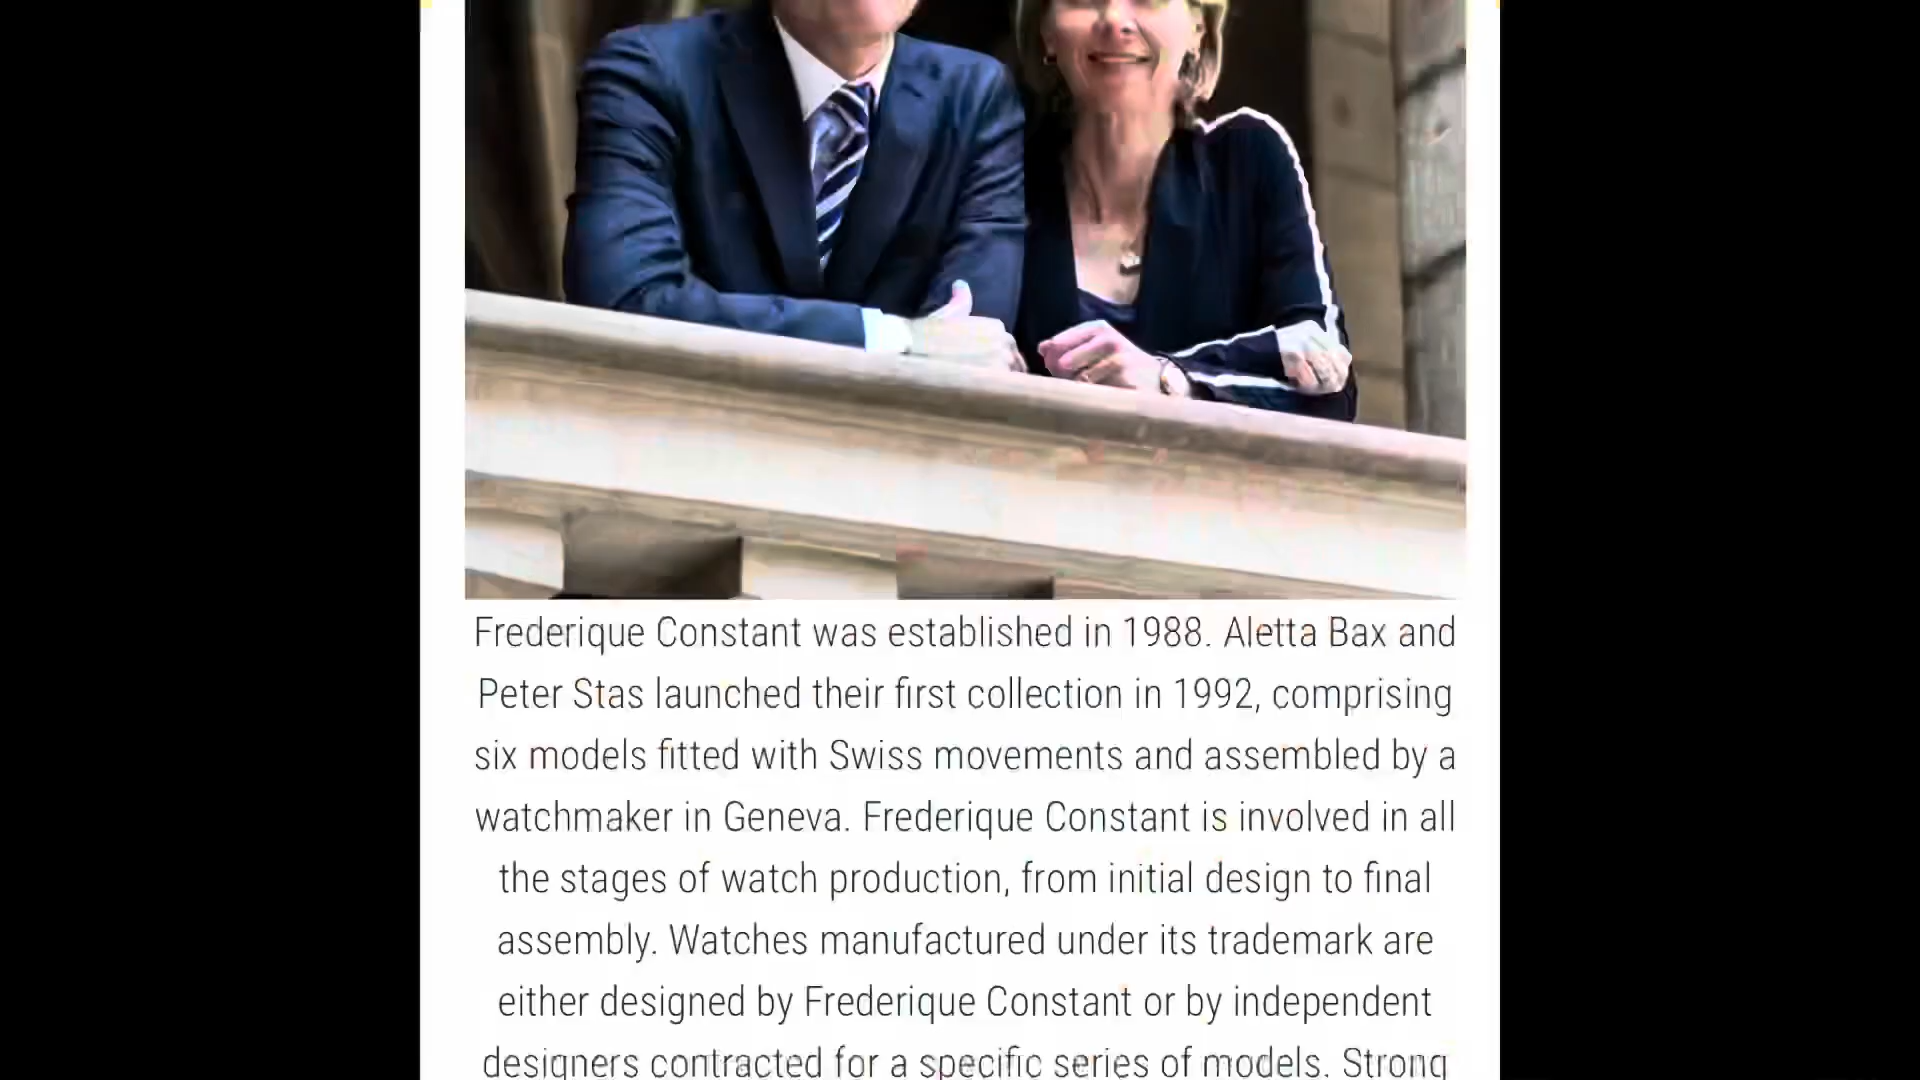 Frederique Constant was established in 1988. Aletta Bax and
Peter Stas launched their first collection in 1992, comprising
six models fitted with Swiss movements and assembled by a
watchmaker in Geneva. Frederique Constant is involved in all
the stages of watch production, from initial design to final
assembly. Watches manufactured under its trademark are
either designed by Frederique Constant or by independent
designers contracted for a specific series of models. Strong